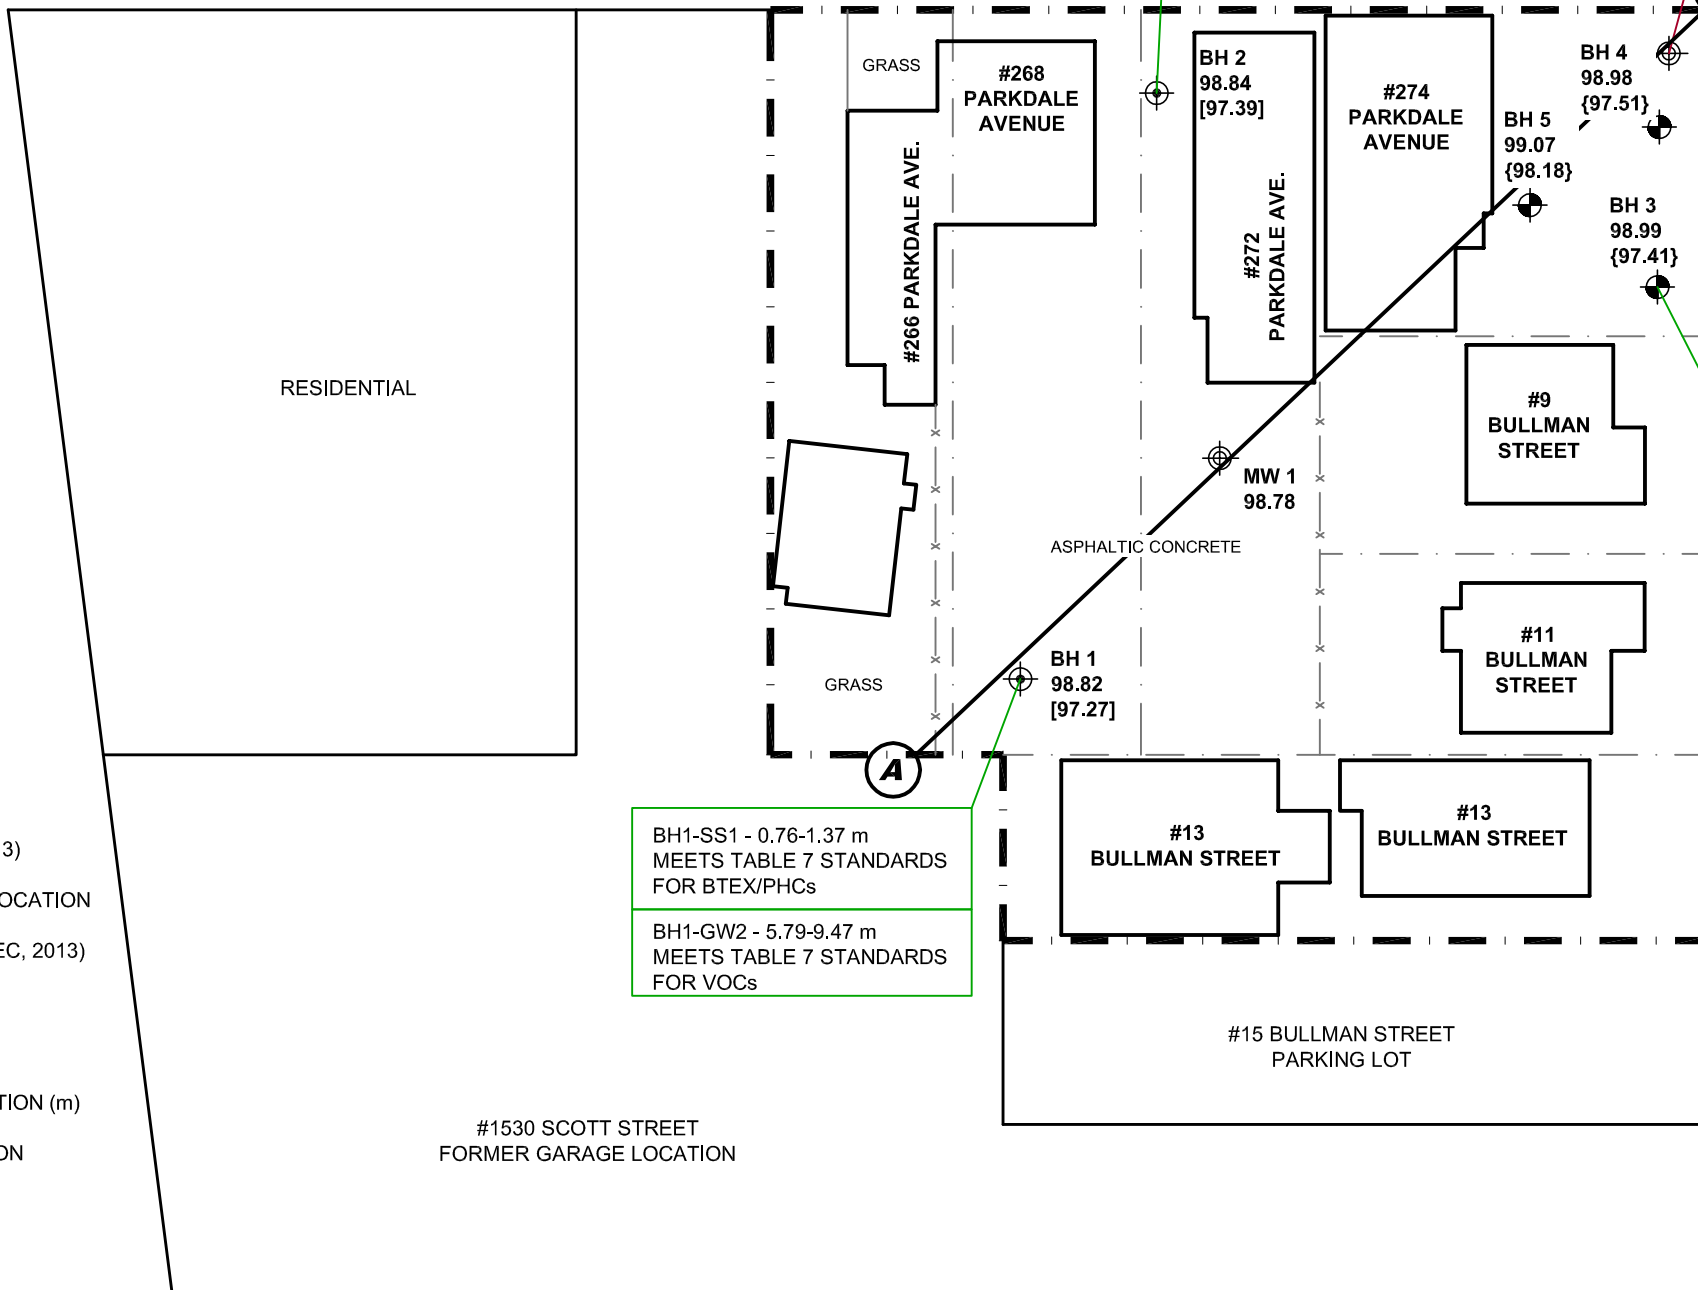 GRASS
#268
PARKDALE
AVENUE
#266 PARKDALE AVE.
BH 2
98.84
[97.39]
#272
PARKDALE AVE.
#274
PARKDALE
AVENUE
BH 4
98.98
{97.51}
BH 5
99.07
{98.18}
BH 3
98.99
{97.41}
RESIDENTIAL
#9
BULLMAN
STREET
MW 1
98.78
ASPHALTIC CONCRETE
#11
BULLMAN
STREET
GRASS
BH 1
98.82
[97.27]
A
BH1-SS1 - 0.76-1.37 m
MEETS TABLE 7 STANDARDS
FOR BTEX/PHCs
BH1-GW2 - 5.79-9.47 m
MEETS TABLE 7 STANDARDS
FOR VOCs
#13
BULLMAN STREET
#13
BULLMAN STREET
3)
OCATION
EC, 2013)
TION (m)
ON
#15 BULLMAN STREET
PARKING LOT
#1530 SCOTT STREET
FORMER GARAGE LOCATION